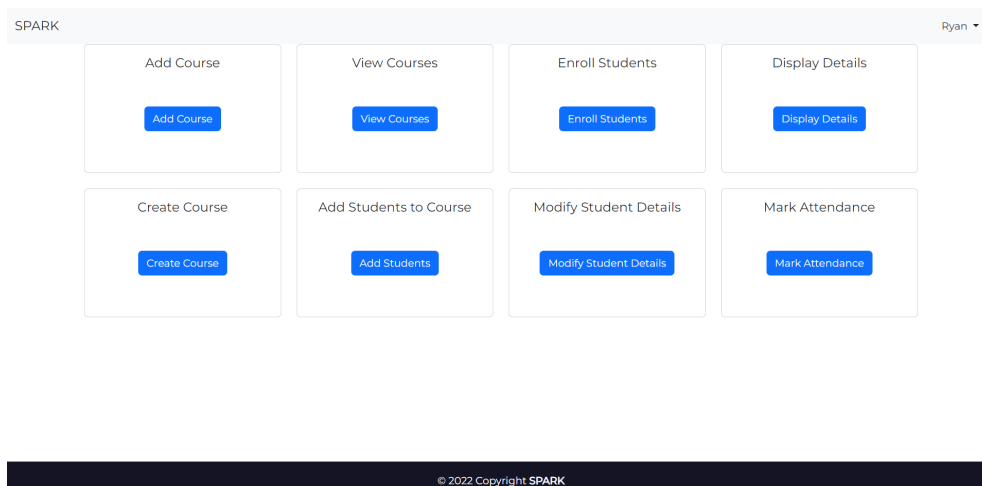 SPARK
Ryan
Add Course
View Courses
Enroll Students
Display Details
Add Course
View Courses
Enroll Students
Display Details
Create Course
Add Students to Course
Modify Student Details
Mark Attendance
Create Course
Add Students
Modify Student Details
Mark Attendance
© 2022 Copyright SPARK